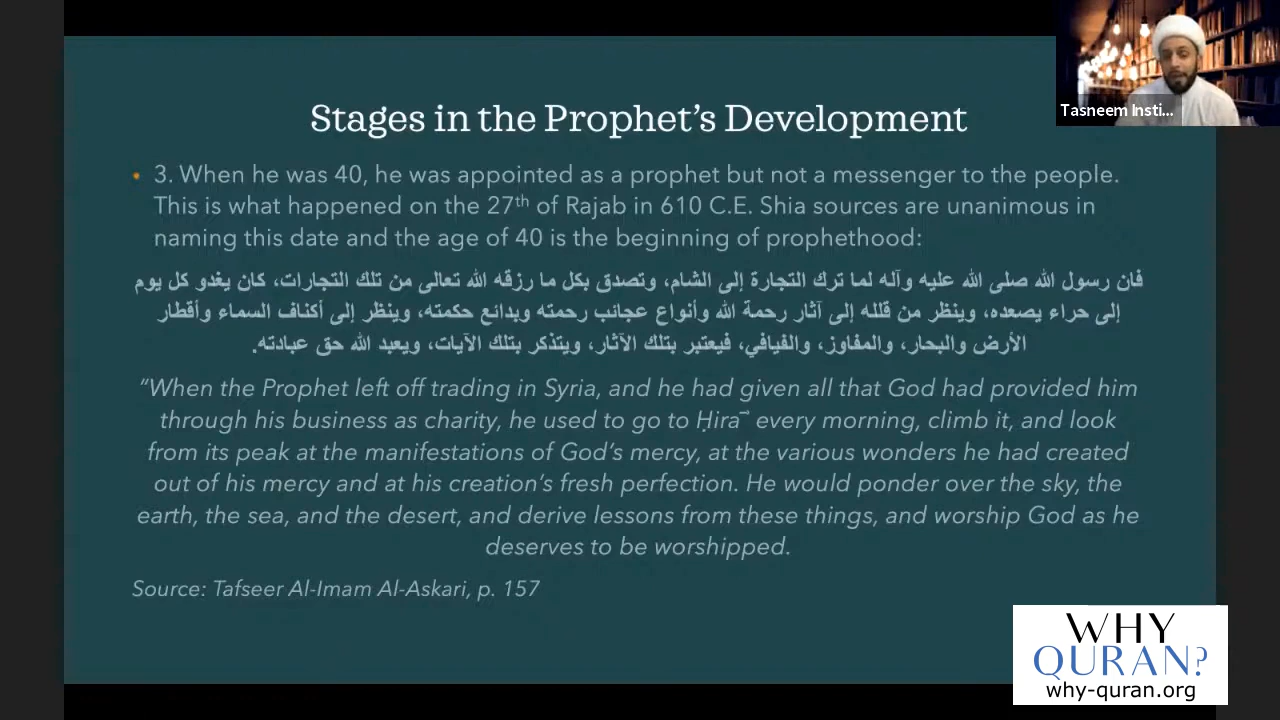 Stages in the Prophet's Development
• 3. When he was 40, he was appointed as a prophet but not a messenger to the people.
This is what happened on the 27th of Rajab in 610 C.E. Shia sources are unanimous in
naming this date and the age of 40 is the beginning of prophethood:
فان رسول الله صلى الله عليه وآله لما ترك التجارة إلى الشام، وتصدق بكل ما رزقه الله تعالى من تلك التجارات، كان يغدو كل يوم
إلى حراء يصعده، وينظر من قلله إلى آثار رحمة الله وأنواع عجائب رحمته وبدائع حكمته، وينظر إلى أكناف السماء وأقطار
الأرض والبحار، والمفاوز، والفيافي، فيعتبر بتلك الآثار، ويتذكر بتلك الآيات، ويعبد الله حق عبادته.
“When the Prophet left off trading in Syria, and he had given all that God had provided him
through his business as charity, he used to go to Ḥirāʾ every morning, climb it, and look
from its peak at the manifestations of God’s mercy, at the various wonders he had created
out of his mercy and at his creation’s fresh perfection. He would ponder over the sky, the
earth, the sea, and the desert, and derive lessons from these things, and worship God as he
deserves to be worshipped.
Source: Tafseer Al-Imam Al-Askari, p. 157
Tasneem Insti...
WHY
QURAN?
why-quran.org